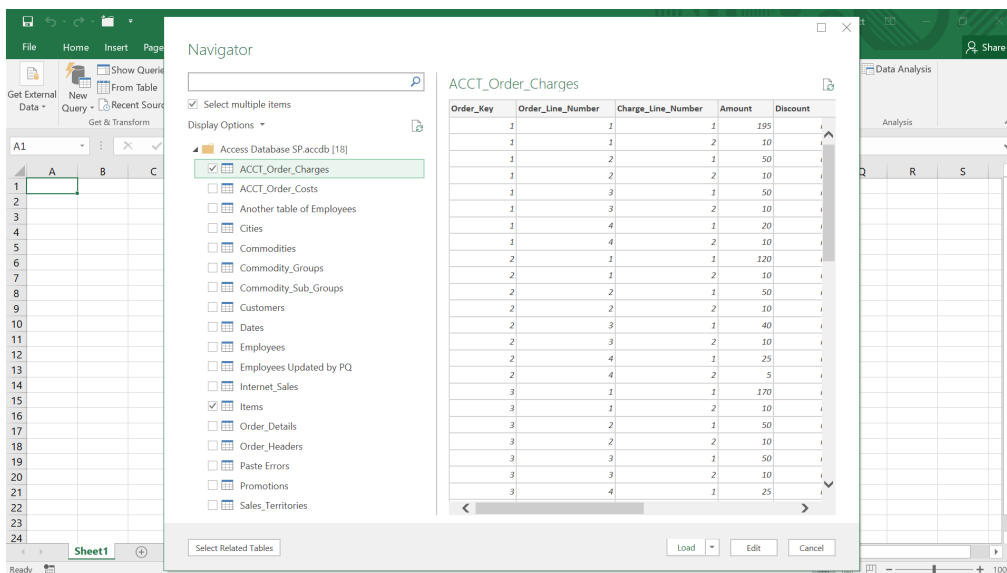 File Home Insert Page
Share
Get External Data
New Query
Show Querie
From Table
Recent Sourc
Get & Transform
Data Analysis
Analysis
A1
A B C Q R S
1
2
3
4
5
6
7
8
9
10
11
12
13
14
15
16
17
18
19
20
21
22
23
24
Sheet1
Ready
Navigator
Select multiple items
Display Options
Access Database SP.accdb [18]
ACCT_Order_Charges
ACCT_Order_Costs
Another table of Employees
Cities
Commodities
Commodity_Groups
Commodity_Sub_Groups
Customers
Dates
Employees
Employees Updated by PQ
Internet_Sales
Items
Order_Details
Order_Headers
Paste Errors
Promotions
Sales_Territories
ACCT_Order_Charges
Order_Key Order_Line_Number Charge_Line_Number Amount Discount
1 1 1 195
1 1 2 10
1 2 1 50
1 2 2 10
1 3 1 50
1 3 2 10
1 4 1 20
1 4 2 10
2 1 1 120
2 1 2 10
2 2 1 50
2 2 2 10
2 3 1 40
2 3 2 10
2 4 1 25
2 4 2 5
3 1 1 170
3 1 2 10
3 2 1 50
3 2 2 10
3 3 1 50
3 3 2 10
3 4 1 25
Select Related Tables
Load Edit Cancel